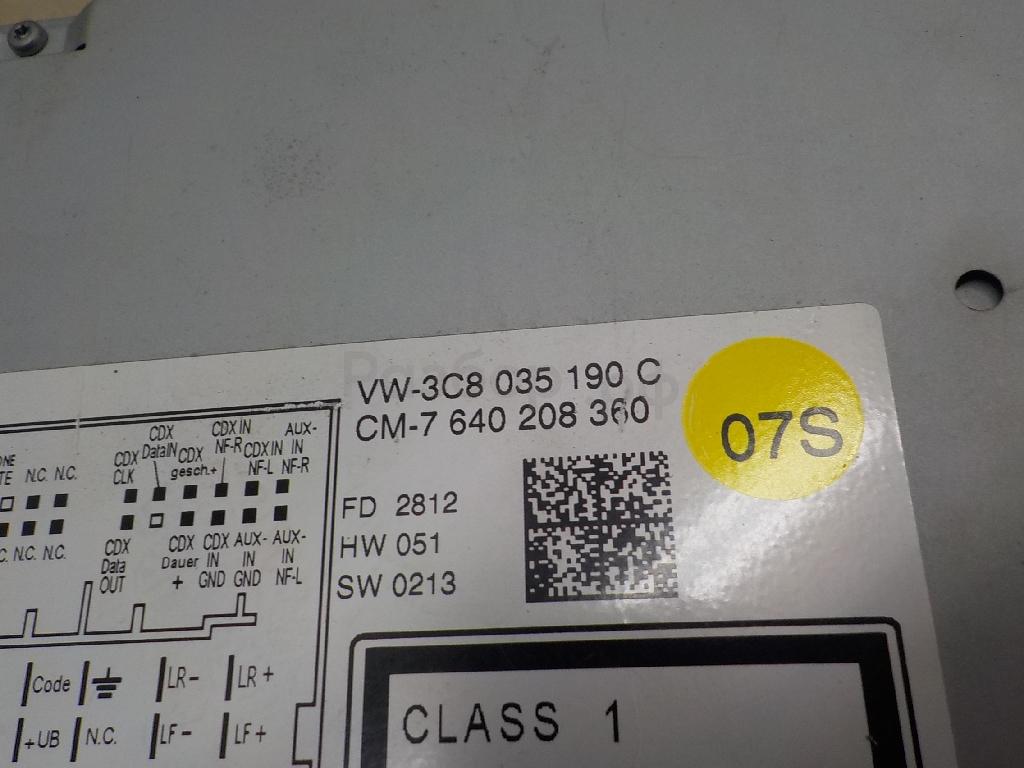 VW-3C8 035 190 C
CM-7 640 208 360
07S
FD 2812
HW 051
SW 0213
CDX CLK
CDX DataIN
CDX gesch.+
CDX IN NF-R
CDX IN NF-L
AUX-IN NF-R
N.C. N.C.
N.C. N.C.
CDX Data OUT
CDX Dauer +
CDX IN GND
AUX-IN GND
AUX-IN NF-L
Code
LR-
LR+
+UB
N.C.
LF-
LF+
CLASS 1